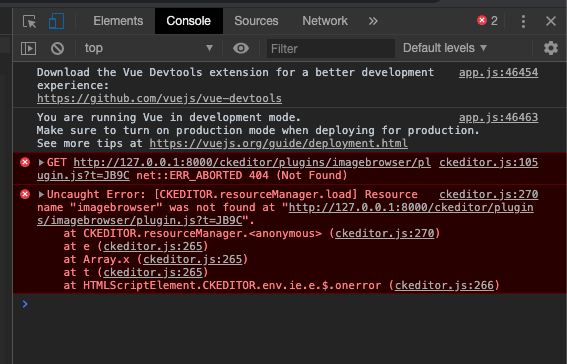 Elements Console Sources Network » 2
top Filter Default levels
Download the Vue Devtools extension for a better development app.js:46454
experience:
https://github.com/vuejs/vue-devtools
You are running Vue in development mode. app.js:46463
Make sure to turn on production mode when deploying for production.
See more tips at https://vuejs.org/guide/deployment.html
GET http://127.0.0.1:8000/ckeditor/plugins/imagebrowser/pl ckeditor.js:105
ugin.js?t=JB9C net::ERR_ABORTED 404 (Not Found)
Uncaught Error: [CKEDITOR.resourceManager.load] Resource ckeditor.js:270
name "imagebrowser" was not found at "http://127.0.0.1:8000/ckeditor/plugin
s/imagebrowser/plugin.js?t=JB9C".
at CKEDITOR.resourceManager.<anonymous> (ckeditor.js:270)
at e (ckeditor.js:265)
at Array.x (ckeditor.js:265)
at t (ckeditor.js:265)
at HTMLScriptElement.CKEDITOR.env.ie.e.$.onerror (ckeditor.js:266)